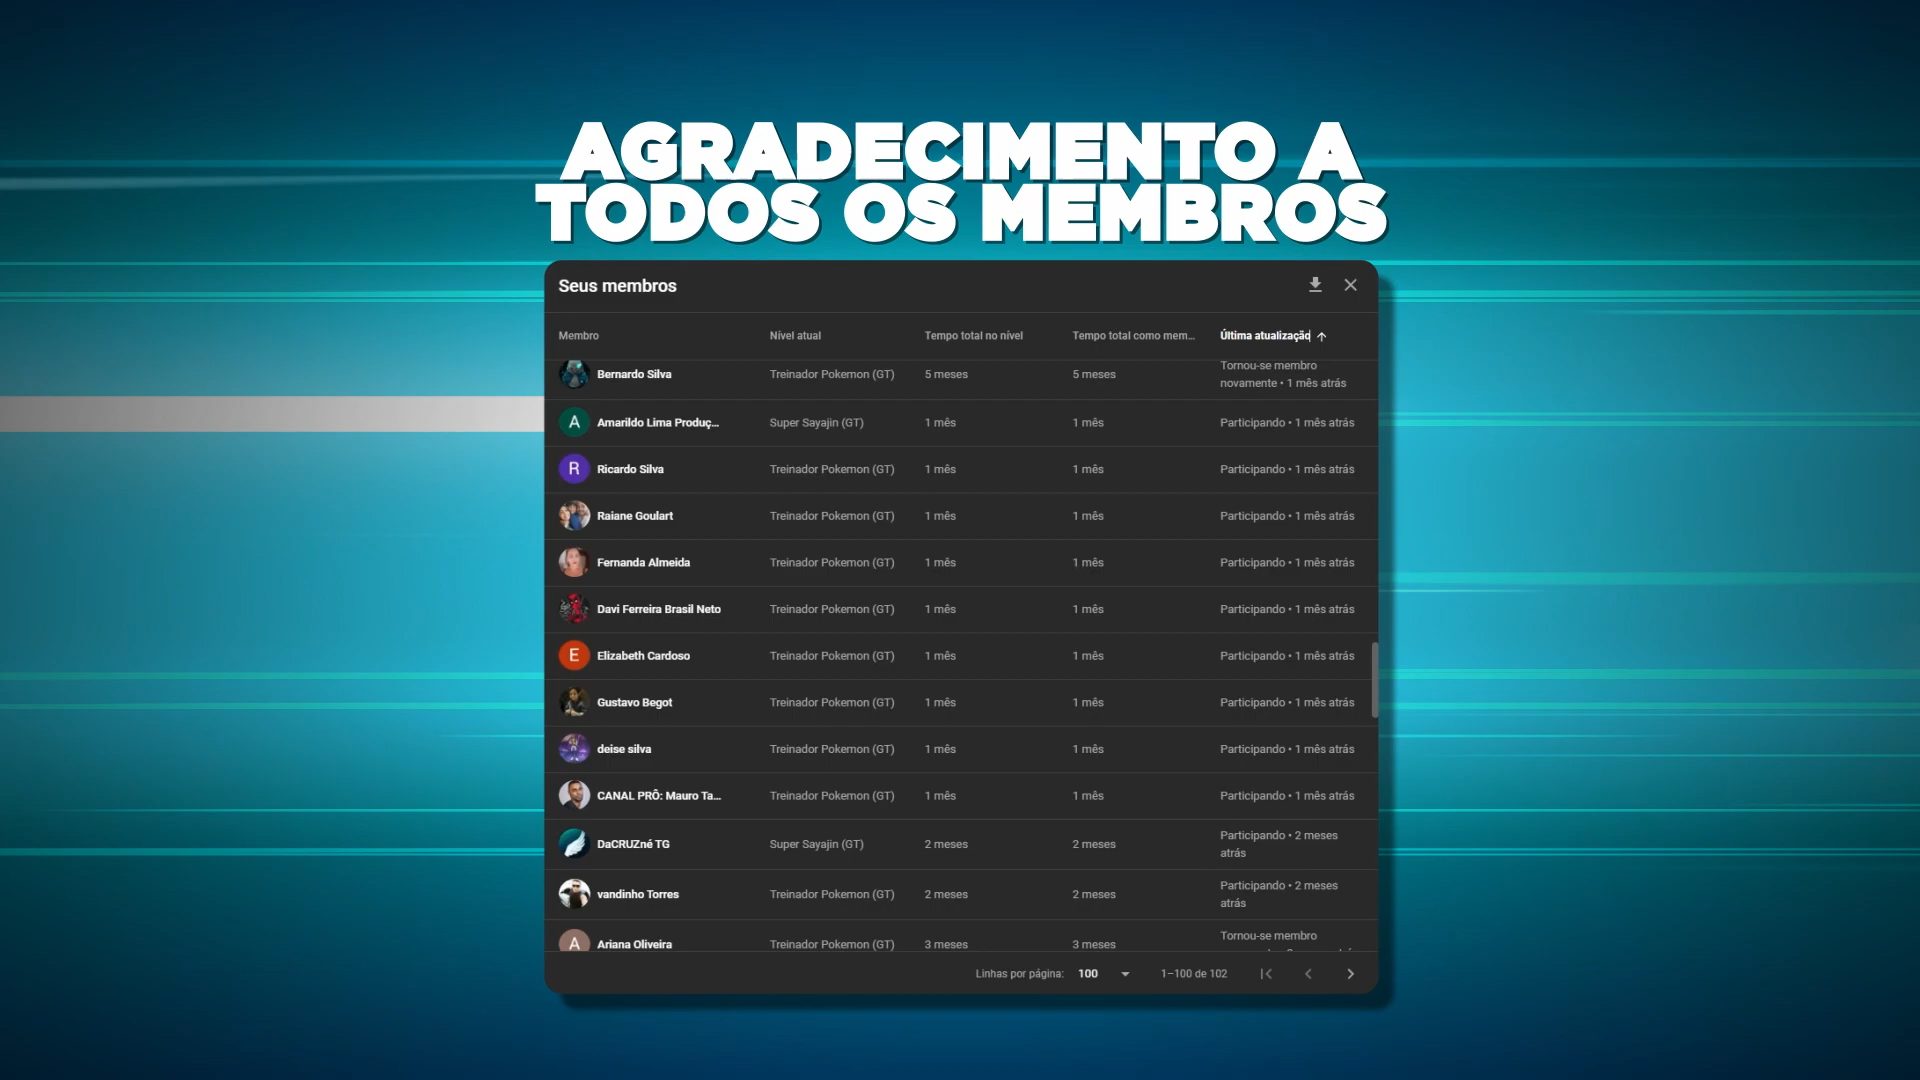 AGRADECIMENTO A
TODOS OS MEMBROS
Seus membros
Membro Nível atual Tempo total no nível Tempo total como mem... Última atualização
Bernardo Silva Treinador Pokemon (GT) 5 meses 5 meses Tornou-se membro
novamente • 1 mês atrás
A Amarildo Lima Produç... Super Sayajin (GT) 1 mês 1 mês Participando • 1 mês atrás
R Ricardo Silva Treinador Pokemon (GT) 1 mês 1 mês Participando • 1 mês atrás
Raiane Goulart Treinador Pokemon (GT) 1 mês 1 mês Participando • 1 mês atrás
Fernanda Almeida Treinador Pokemon (GT) 1 mês 1 mês Participando • 1 mês atrás
Davi Ferreira Brasil Neto Treinador Pokemon (GT) 1 mês 1 mês Participando • 1 mês atrás
E Elizabeth Cardoso Treinador Pokemon (GT) 1 mês 1 mês Participando • 1 mês atrás
Gustavo Begot Treinador Pokemon (GT) 1 mês 1 mês Participando • 1 mês atrás
deise silva Treinador Pokemon (GT) 1 mês 1 mês Participando • 1 mês atrás
CANAL PRÔ: Mauro Ta... Treinador Pokemon (GT) 1 mês 1 mês Participando • 1 mês atrás
DaCRUZné TG Super Sayajin (GT) 2 meses 2 meses Participando • 2 meses
atrás
vandinho Torres Treinador Pokemon (GT) 2 meses 2 meses Participando • 2 meses
atrás
A Ariana Oliveira Treinador Pokemon (GT) 3 meses 3 meses Tornou-se membro
Linhas por página: 100 1–100 de 102